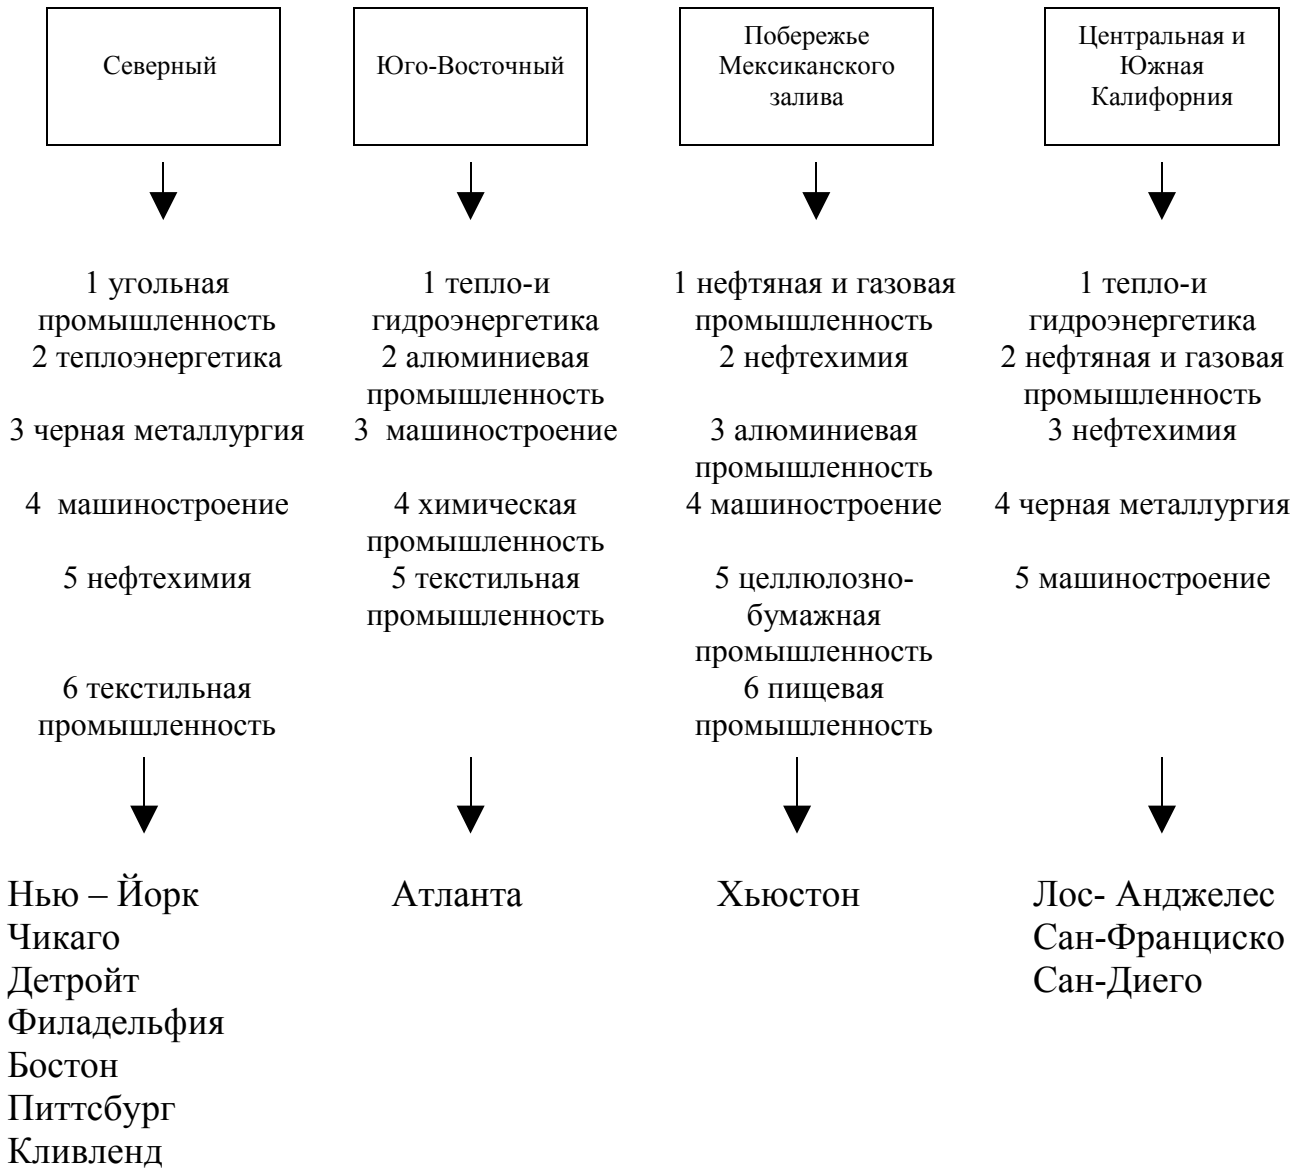 Северный
Юго-Восточный
Побережье
Мексиканского
залива
Центральная и
Южная
Калифорния
1 угольная
промышленность
2 теплоэнергетика
3 черная металлургия
4 машиностроение
5 нефтехимия
6 текстильная
промышленность
1 тепло-и
гидроэнергетика
2 алюминиевая
промышленность
3 машиностроение
4 химическая
промышленность
5 текстильная
промышленность
1 нефтяная и газовая
промышленность
2 нефтехимия
3 алюминиевая
промышленность
4 машиностроение
5 целлюлозно-
бумажная
промышленность
6 пищевая
промышленность
1 тепло-и
гидроэнергетика
2 нефтяная и газовая
промышленность
3 нефтехимия
4 черная металлургия
5 машиностроение
Нью – Йорк
Чикаго
Детройт
Филадельфия
Бостон
Питтсбург
Кливленд
Атланта
Хьюстон
Лос- Анджелес
Сан-Франциско
Сан-Диего